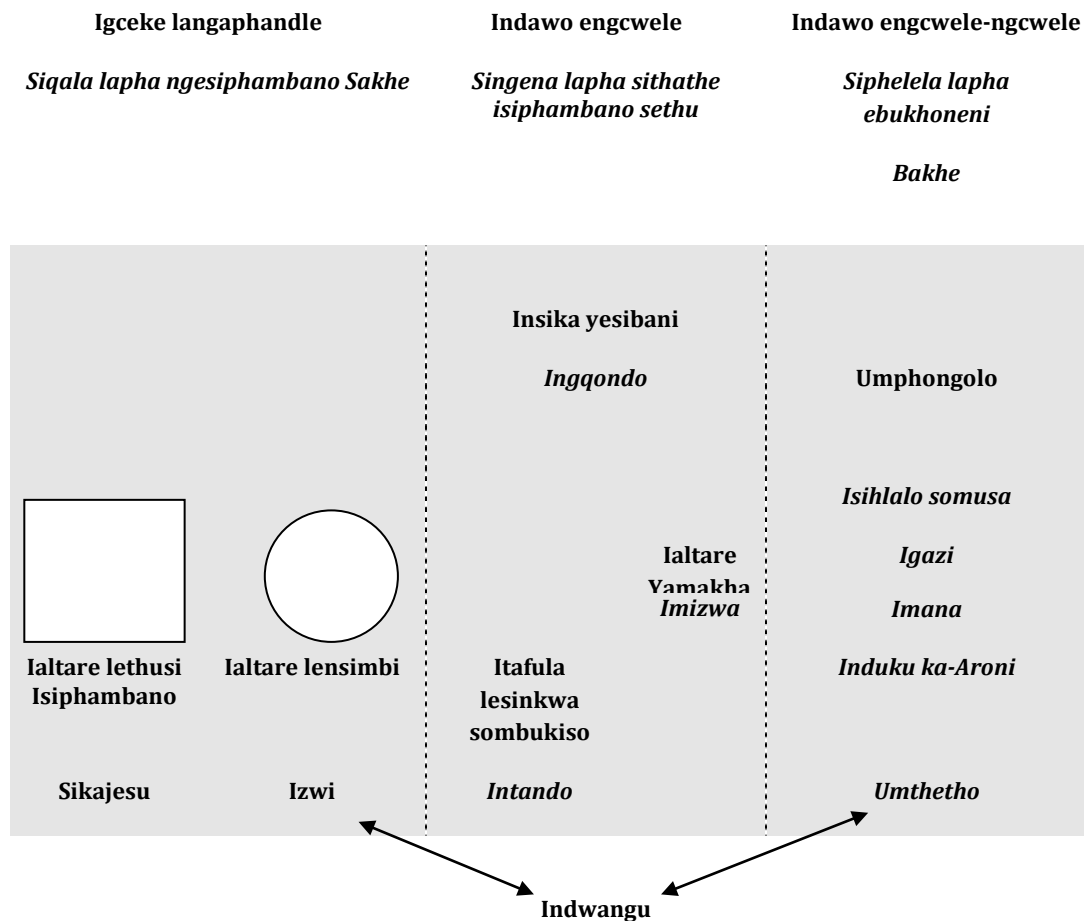 Igceke langaphandle
Siqala lapha ngesiphambano Sakhe
Indawo engcwele
Singena lapha sithathe
isiphambano sethu
Indawo engcwele-ngcwele
Siphelela lapha
ebukhoneni
Bakhe
Ialtare lethusi
Isiphambano
Sikajesu
Ialtare lensimbi
Izwi
Insika yesibani
Ingqondo
Ialtare
Yamakha
Imizwa
Itafula
lesinkwa
sombukiso
Intando
Umphongolo
Isihlalo somusa
Igazi
Imana
Induku ka-Aroni
Umthetho
Indwangu